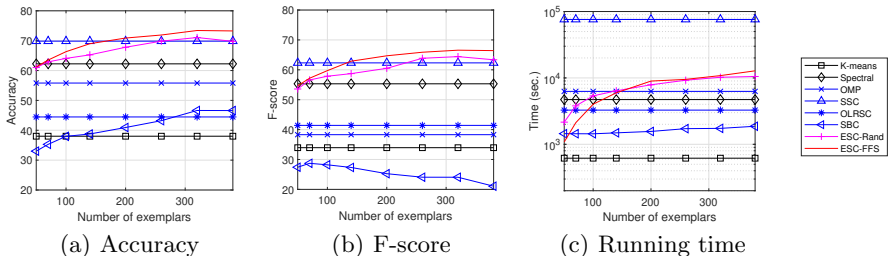 80
70
60
50
40
30
20
Accuracy
100 200 300
Number of exemplars
(a) Accuracy
80
70
60
50
40
30
20
F-score
100 200 300
Number of exemplars
(b) F-score
10^5
10^4
10^3
Time (sec.)
100 200 300
Number of exemplars
(c) Running time
K-means
Spectral
OMP
SSC
OLRSC
SBC
ESC-Rand
ESC-FFS